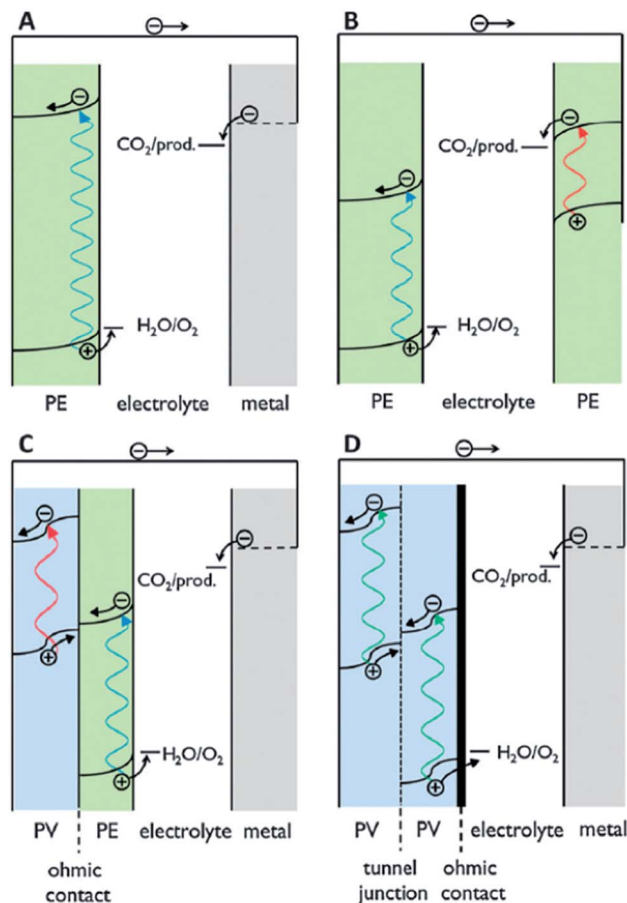 A
⊖→
⊖
CO₂/prod.
⊖
H₂O/O₂
⊕
PE electrolyte metal
B
⊖→
⊖
CO₂/prod.
⊖
⊕
H₂O/O₂
⊕
PE electrolyte PE
C
⊖→
⊖
⊖
CO₂/prod.
⊖
⊕
H₂O/O₂
⊕
PV PE electrolyte metal
ohmic
contact
D
⊖→
⊖
⊖
CO₂/prod.
⊖
⊕
H₂O/O₂
⊕
PV PV electrolyte metal
tunnel ohmic
junction contact